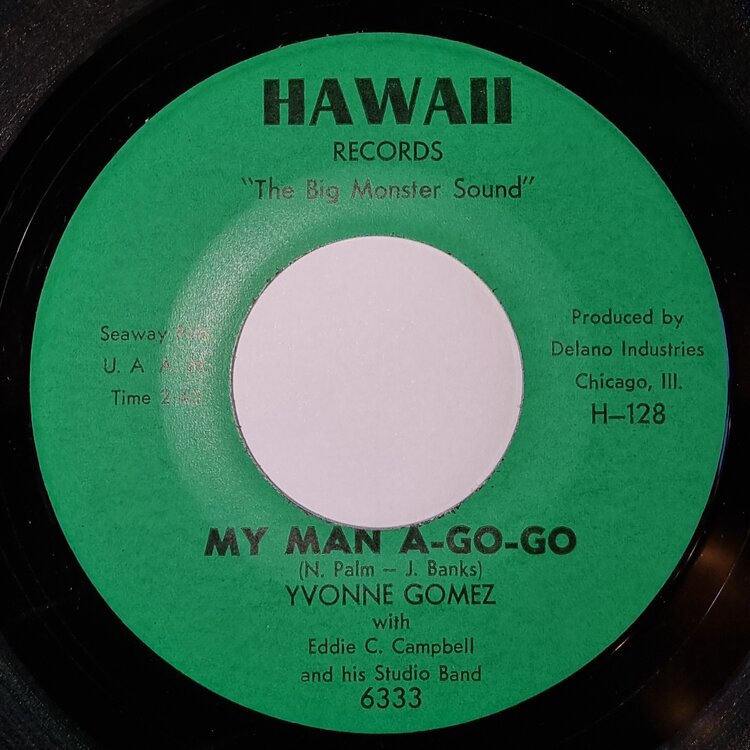 HAWAII
RECORDS
"The Big Monster Sound"
Seaway
U. A. A.
Time
Produced by
Delano Industries
Chicago, Ill.
H-128
MY MAN A-GO-GO
(N. Palm — J. Banks)
YVONNE GOMEZ
with
Eddie C. Campbell
and his Studio Band
6333